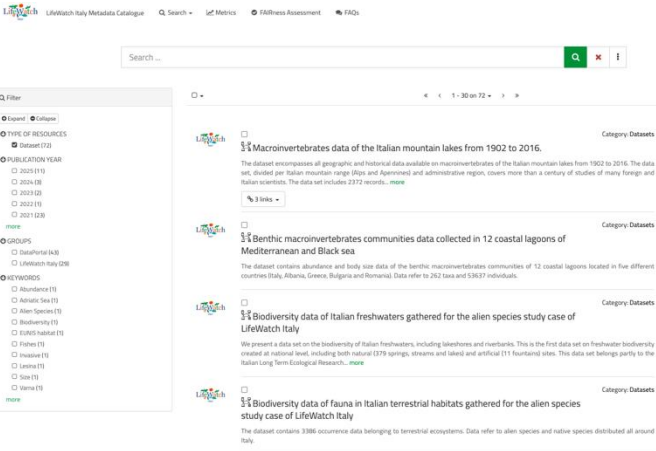 LifeWatch LifeWatch Italy Metadata Catalogue Search Metrics FAIRness Assessment FAQs
Search ...
Filter
1 - 30 on 72
Expand Collapse
TYPE OF RESOURCES
Dataset (72)
PUBLICATION YEAR
2025 (11)
2024 (3)
2023 (2)
2022 (1)
2021 (23)
more
GROUPS
DataPortal (43)
LifeWatch Italy (29)
KEYWORDS
Abundance (1)
Adriatic Sea (1)
Alien Species (1)
Biodiversity (1)
EUNIS habitat (1)
Fishes (1)
Invasive (1)
Lesina (1)
Size (1)
Varna (1)
more
LifeWatch
Category: Datasets
Macroinvertebrates data of the Italian mountain lakes from 1902 to 2016.
The dataset encompasses all geographic and historical data available on macroinvertebrates of the Italian mountain lakes from 1902 to 2016. The data
set, divided per Italian mountain range (Alps and Apennines) and administrative region, covers more than a century of studies of many foreign and
Italian scientists. The data set includes 2372 records... more
3 links
LifeWatch
Category: Datasets
Benthic macroinvertebrates communities data collected in 12 coastal lagoons of
Mediterranean and Black sea
The dataset contains abundance and body size data of the benthic macroinvertebrates communities of 12 coastal lagoons located in five different
countries (Italy, Albania, Greece, Bulgaria and Romania). Data refer to 262 taxa and 53637 individuals.
LifeWatch
Category: Datasets
Biodiversity data of Italian freshwaters gathered for the alien species study case of
LifeWatch Italy
We present a data set on the biodiversity of Italian freshwaters, including lakeshores and riverbanks. This is the first data set on freshwater biodiversity
created at national level, including both natural (379 springs, streams and lakes) and artificial (11 fountains) sites. This data set belongs partly to the
Italian Long Term Ecological Research... more
LifeWatch
Category: Datasets
Biodiversity data of fauna in Italian terrestrial habitats gathered for the alien species
study case of LifeWatch Italy
The dataset contains 3386 occurrence data belonging to terrestrial ecosystems. Data refer to alien species and native species distributed all around
Italy.